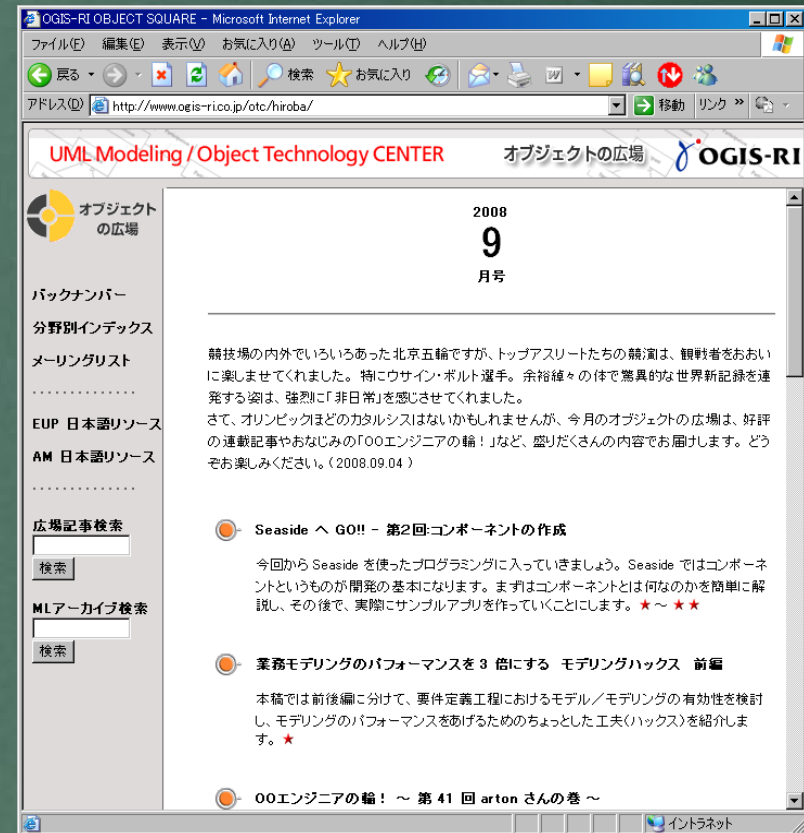 OGIS-RI OBJECT SQUARE - Microsoft Internet Explorer
ファイル(F) 編集(E) 表示(V) お気に入り(A) ツール(T) ヘルプ(H)
戻る 検索 お気に入り
アドレス(D) http://www.ogis-ri.co.jp/otc/hiroba/ 移動 リンク »
UML Modeling / Object Technology CENTER オブジェクトの広場 OGIS-RI
オブジェクト
の広場
バックナンバー
分野別インデックス
メーリングリスト
EUP 日本語リソース
AM 日本語リソース
広場記事検索
検索
MLアーカイブ検索
検索
2008
9
月号
競技場の内外でいろいろあった北京五輪ですが、トップアスリートたちの競演は、観戦者をおおい
に楽しませてくれました。特にウサイン・ボルト選手。余裕綽々の体で驚異的な世界新記録を連
発する姿は、強烈に「非日常」を感じさせてくれました。
さて、オリンピックほどのカタルシスはないかもしれませんが、今月のオブジェクトの広場は、好評
の連載記事やおなじみの「OOエンジニアの輪！」など、盛りだくさんの内容でお届けします。どう
ぞお楽しみください。（2008.09.04 ）
Seaside へ GO!! - 第2回:コンポーネントの作成
今回から Seaside を使ったプログラミングに入っていきましょう。Seaside ではコンポーネ
ントというものが開発の基本になります。まずはコンポーネントとは何なのかを簡単に解
説し、その後で、実際にサンプルアプリを作っていくことにします。★～ ★★
業務モデリングのパフォーマンスを 3 倍にする モデリングハックス 前編
本稿では前後編に分けて、要件定義工程におけるモデル／モデリングの有効性を検討
し、モデリングのパフォーマンスをあげるためのちょっとした工夫(ハックス)を紹介しま
す。★
OOエンジニアの輪！ ～ 第 41 回 arton さんの巻 ～
イントラネット